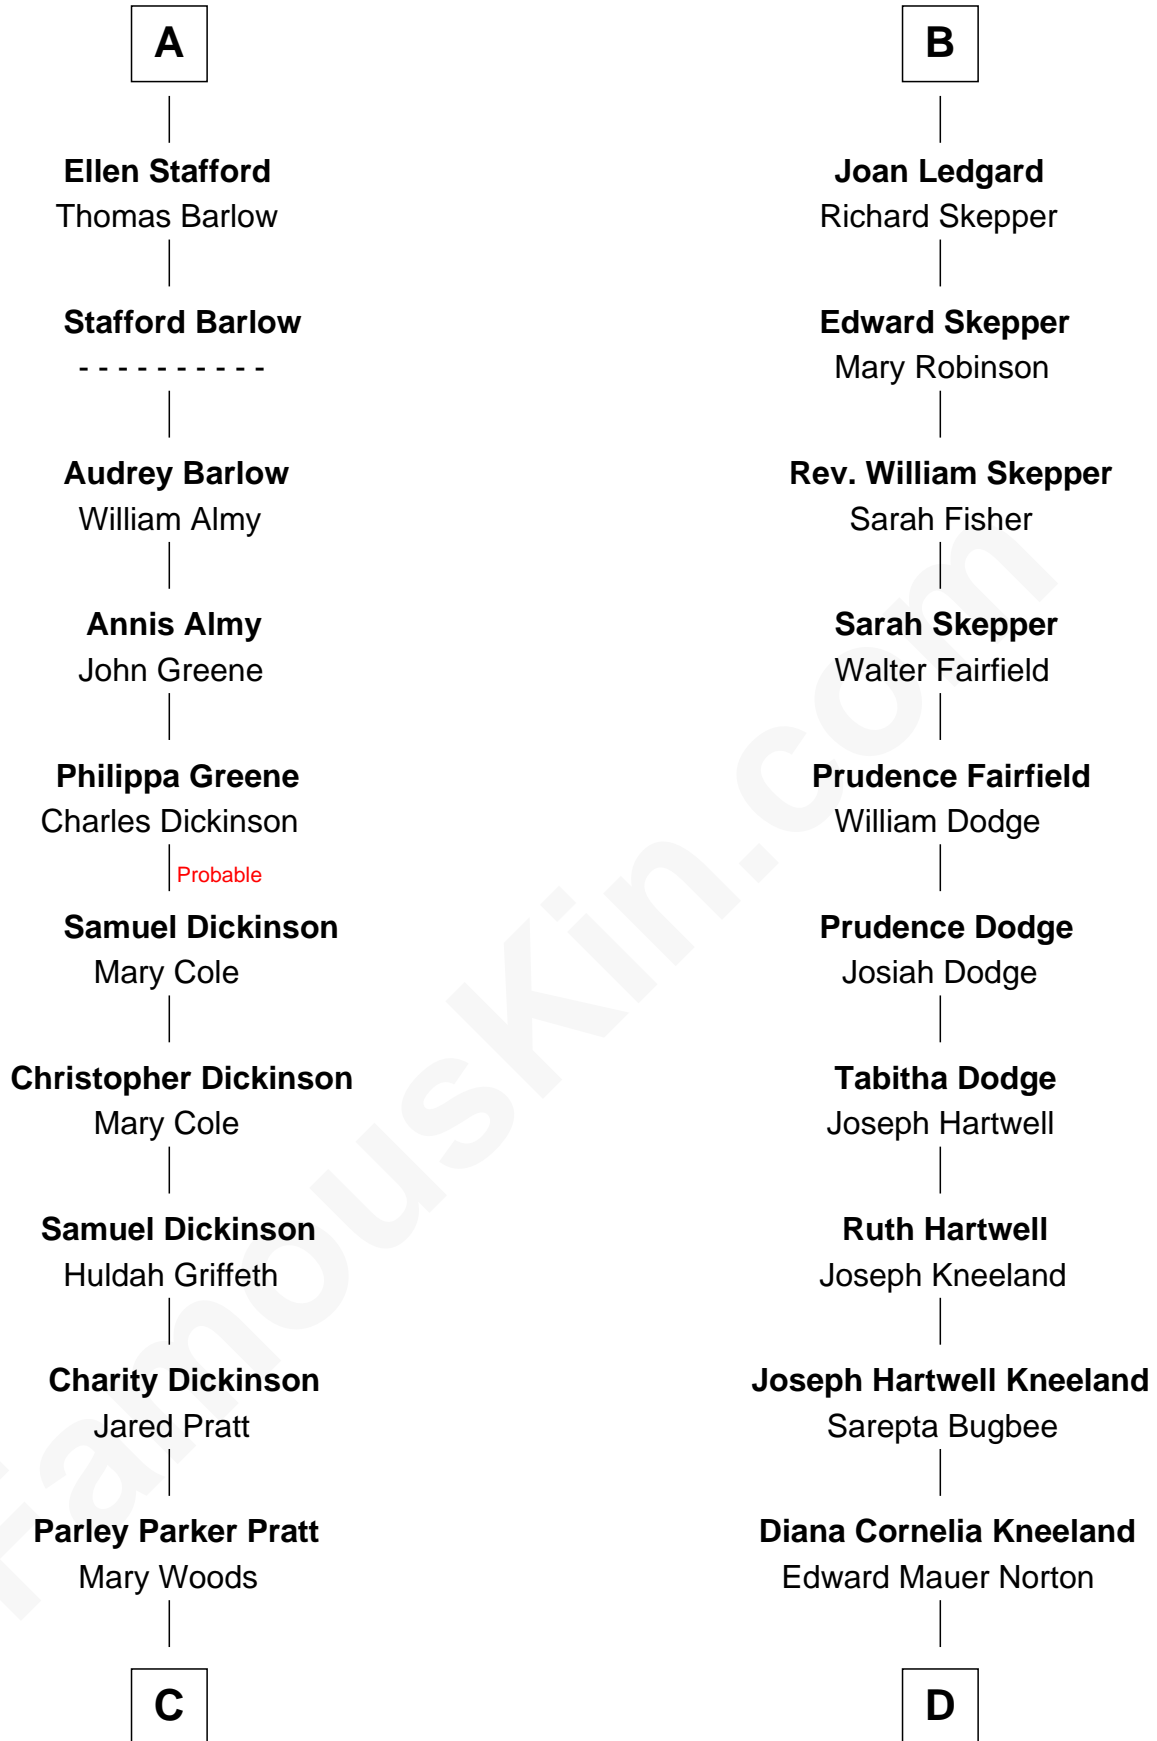 A
Ellen Stafford
Thomas Barlow
Stafford Barlow
- - - - - - - - - -
Audrey Barlow
William Almy
Annis Almy
John Greene
Philippa Greene
Charles Dickinson
Probable
Samuel Dickinson
Mary Cole
Christopher Dickinson
Mary Cole
Samuel Dickinson
Huldah Griffeth
Charity Dickinson
Jared Pratt
Parley Parker Pratt
Mary Woods
C
B
Joan Ledgard
Richard Skepper
Edward Skepper
Mary Robinson
Rev. William Skepper
Sarah Fisher
Sarah Skepper
Walter Fairfield
Prudence Fairfield
William Dodge
Prudence Dodge
Josiah Dodge
Tabitha Dodge
Joseph Hartwell
Ruth Hartwell
Joseph Kneeland
Joseph Hartwell Kneeland
Sarepta Bugbee
Diana Cornelia Kneeland
Edward Mauer Norton
D
FamousKin.com